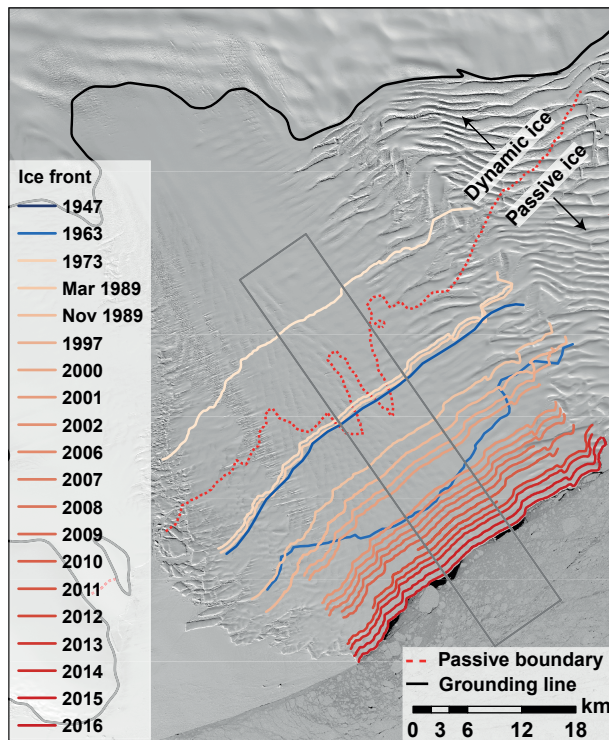 Dynamic ice
Passive ice
Ice front
1947
1963
1973
Mar 1989
Nov 1989
1997
2000
2001
2002
2006
2007
2008
2009
2010
2011
2012
2013
2014
2015
2016
Passive boundary
Grounding line
km
0 3 6 12 18